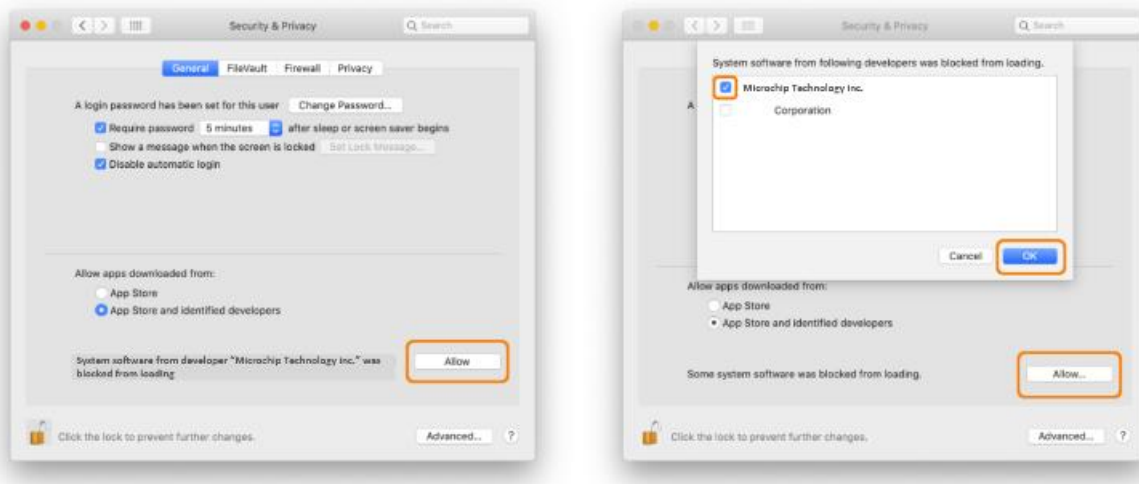 Security & Privacy
Search
General FileVault Firewall Privacy
A login password has been set for this user Change Password...
Require password 5 minutes after sleep or screen saver begins
Show a message when the screen is locked Set Lock Message...
Disable automatic login
Allow apps downloaded from:
App Store
App Store and identified developers
System software from developer "Microchip Technology Inc." was
blocked from loading
Allow
Click the lock to prevent further changes.
Advanced... ?
Security & Privacy
Search
System software from following developers was blocked from loading.
Microchip Technology Inc.
Corporation
A
Cancel OK
Allow apps downloaded from:
App Store
App Store and identified developers
Some system software was blocked from loading.
Allow...
Click the lock to prevent further changes.
Advanced... ?